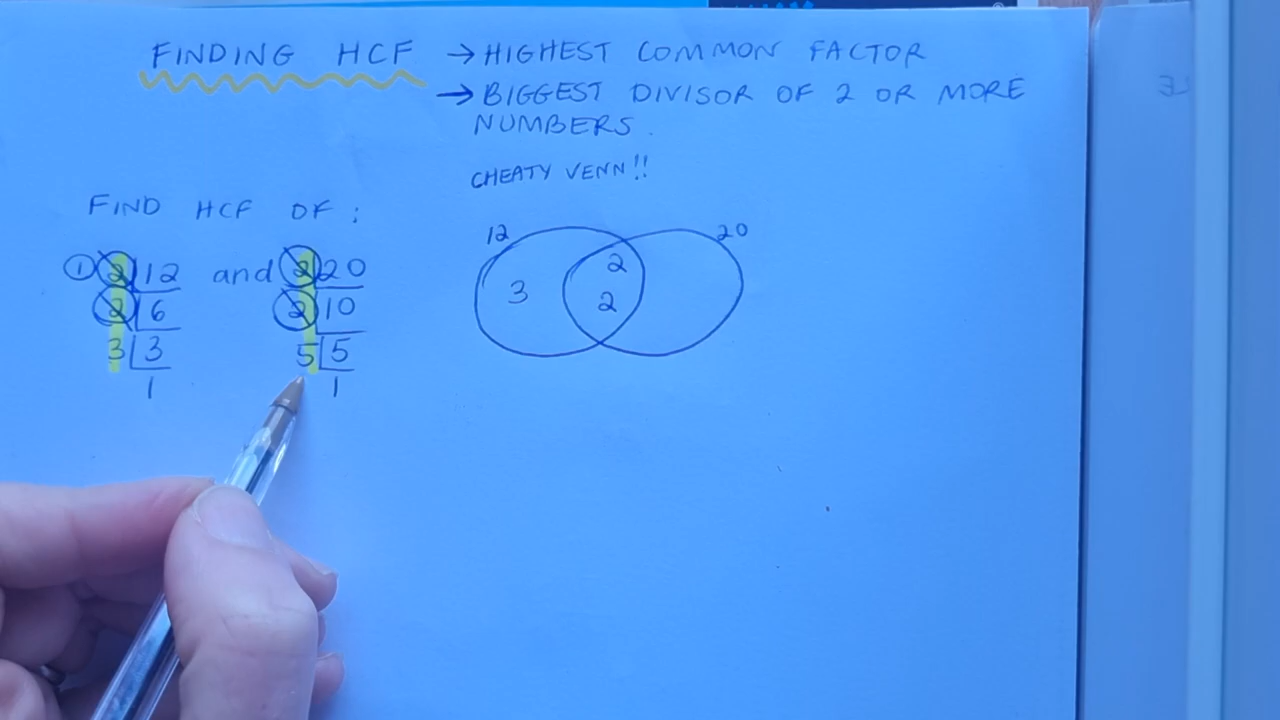 FINDING HCF → HIGHEST COMMON FACTOR
→ BIGGEST DIVISOR OF 2 OR MORE
NUMBERS.
CHEATY VENN!!
FIND HCF OF:
12 20
① 2 12 and 2 20
2 6 2 10
3 3 5 5
1 1
3 2
2